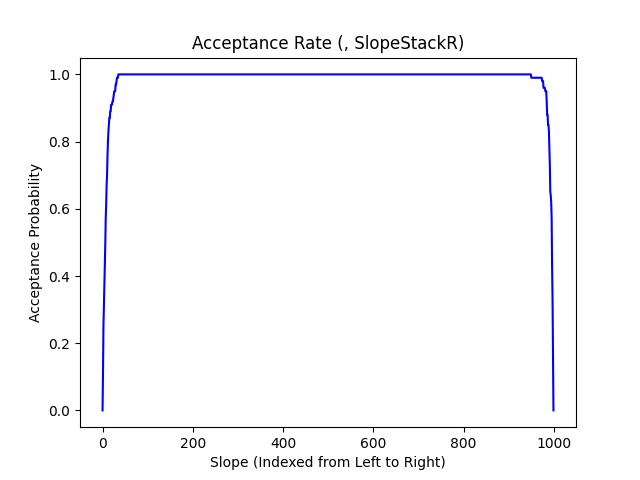 Acceptance Rate (, SlopeStackR)
Acceptance Probability
1.0
0.8
0.6
0.4
0.2
0.0
0 200 400 600 800 1000
Slope (Indexed from Left to Right)